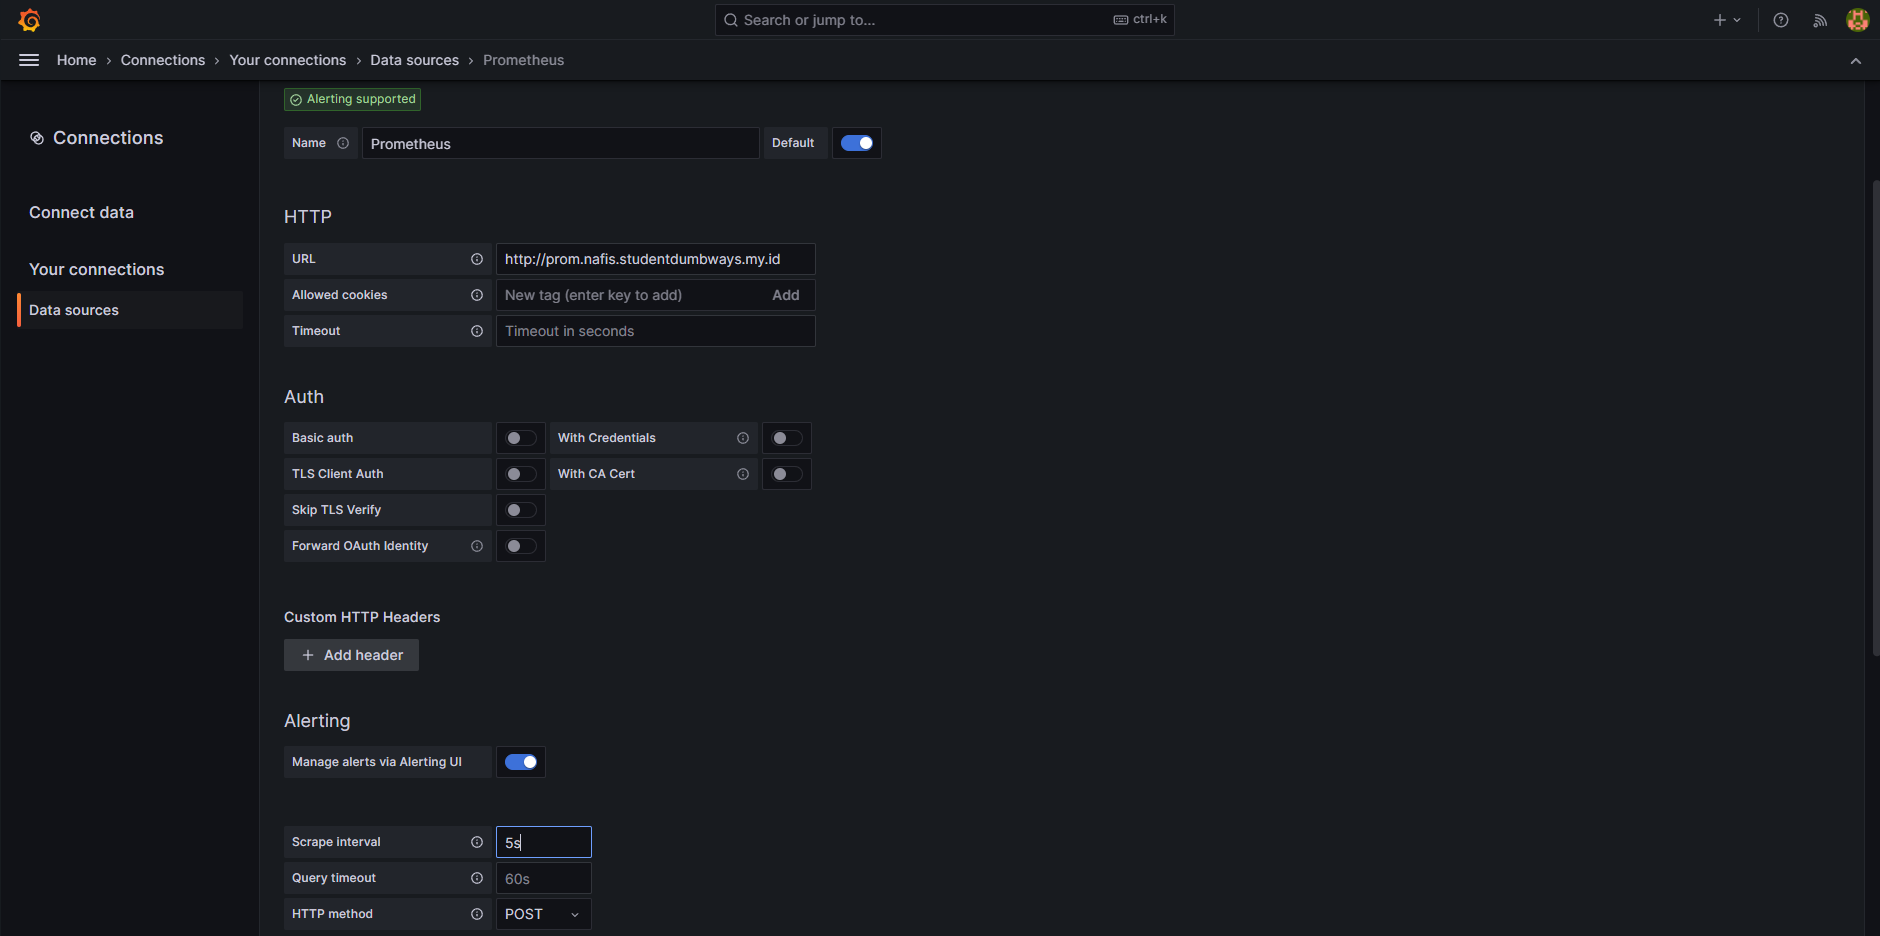 Search or jump to...
ctrl+k
Home › Connections › Your connections › Data sources › Prometheus
Connections
Connect data
Your connections
Data sources
Alerting supported
Name
Prometheus
Default
HTTP
URL
http://prom.nafis.studentdumbways.my.id
Allowed cookies
New tag (enter key to add)
Add
Timeout
Timeout in seconds
Auth
Basic auth
With Credentials
TLS Client Auth
With CA Cert
Skip TLS Verify
Forward OAuth Identity
Custom HTTP Headers
+ Add header
Alerting
Manage alerts via Alerting UI
Scrape interval
5s
Query timeout
60s
HTTP method
POST